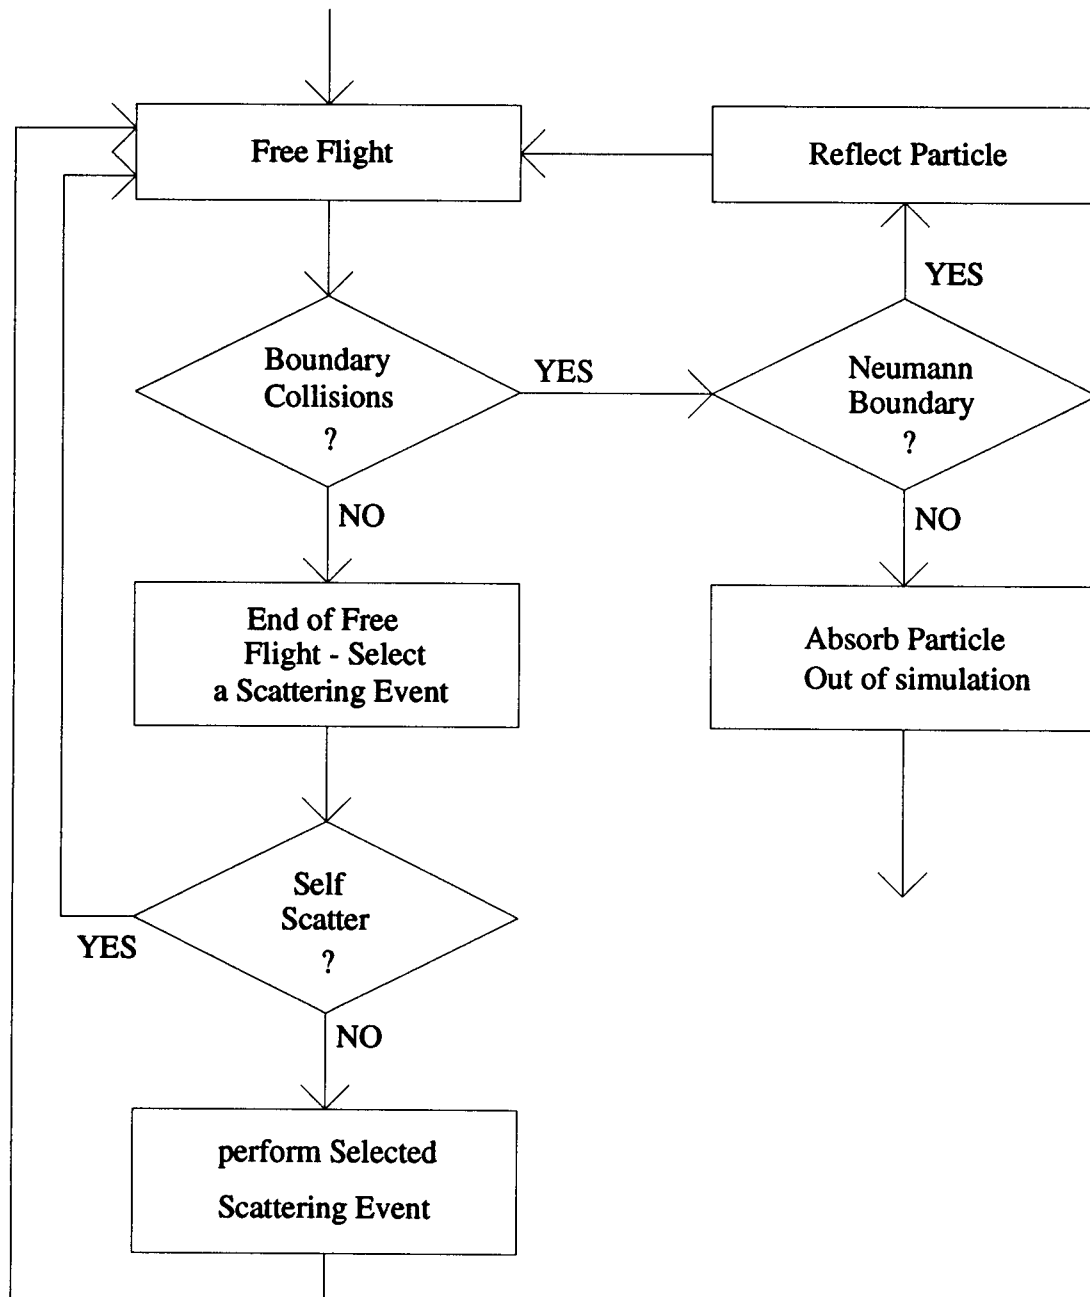 Free Flight
Reflect Particle
YES
Boundary
Collisions
?
YES
Neumann
Boundary
?
NO
NO
End of Free
Flight - Select
a Scattering Event
Absorb Particle
Out of simulation
Self
Scatter
?
YES
NO
perform Selected
Scattering Event